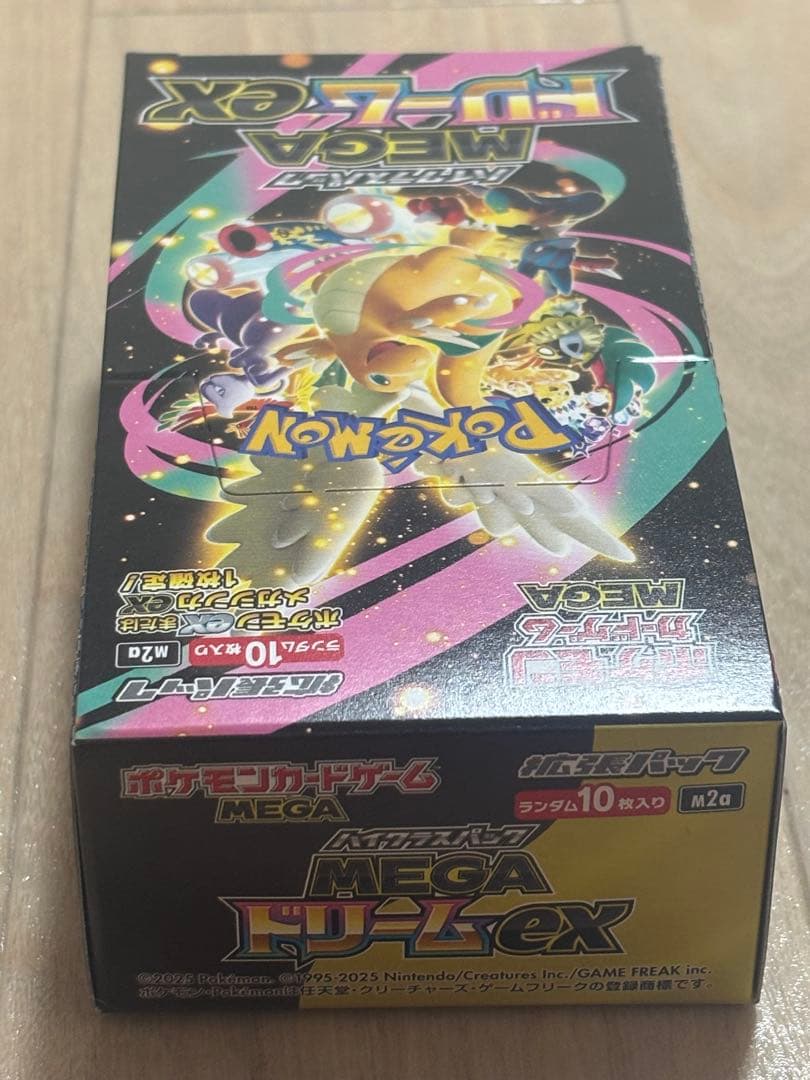 ハイクラスパック
MEGA
ドリームex
POKéMON
ポケモン
カードゲーム
MEGA
拡張パック
ランダム10枚入り M2a
ポケモンexまたは
メガシンカex
1枚確定!
ポケモンカードゲーム
MEGA
拡張パック
ランダム10枚入り M2a
ハイクラスパック
MEGA
ドリームex
©2025 Pokémon. ©1995-2025 Nintendo/Creatures Inc./GAME FREAK inc.
ポケモン・Pokémonは任天堂・クリーチャーズ・ゲームフリークの登録商標です。